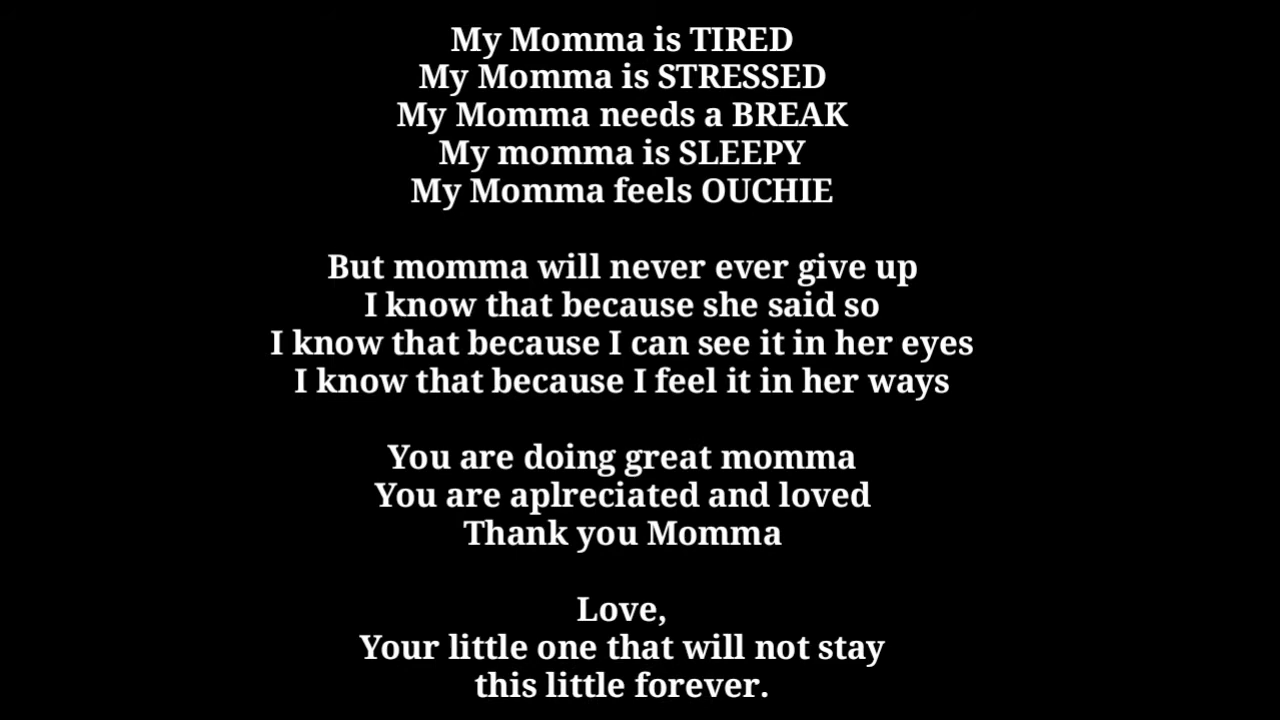 My Momma is TIRED
My Momma is STRESSED
My Momma needs a BREAK
My momma is SLEEPY
My Momma feels OUCHIE
But momma will never ever give up
I know that because she said so
I know that because I can see it in her eyes
I know that because I feel it in her ways
You are doing great momma
You are aplreciated and loved
Thank you Momma
Love,
Your little one that will not stay
this little forever.